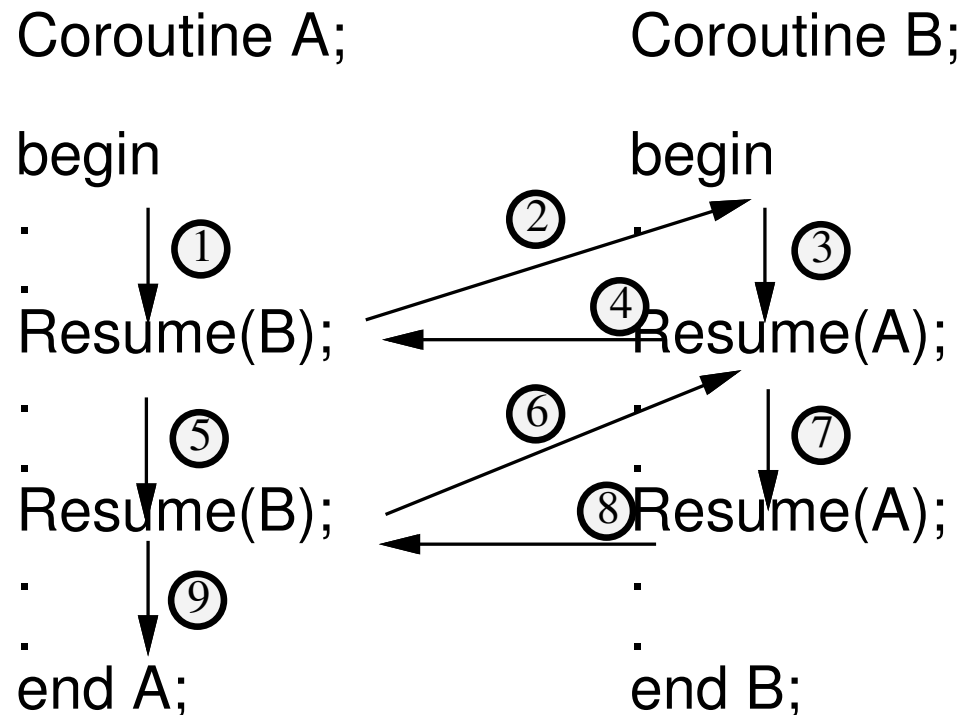 Coroutine A; Coroutine B;
begin begin
. 1 2 . 3
. 4
Resume(B); Resume(A);
. 5 6 . 7
. .
Resume(B); 8 Resume(A);
. 9 .
. .
end A; end B;